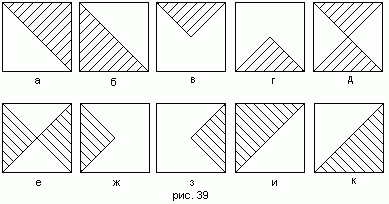 а б в г д
е ж з и к
рис. 39